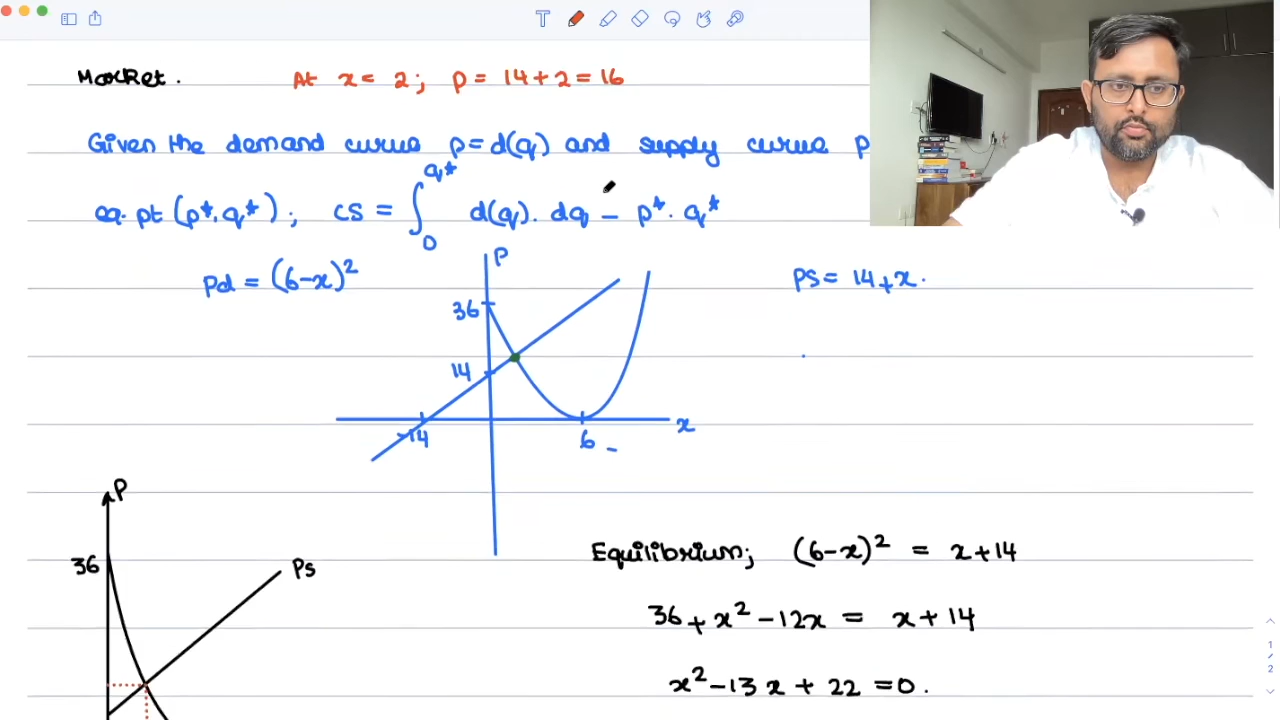 Market. At x = 2; p = 14+2 = 16
Given the demand curve p=d(q) and supply curve p
eq. pt (p*, q*); CS = ∫₀^q* d(q). dq - p*. q*
Pd = (6-x)² P Ps = 14+x.
36
14
-14 6 x
P
36 Ps
Equilibrium; (6-x)² = x+14
36 + x² - 12x = x + 14
x² - 13x + 22 = 0.
1
/
2